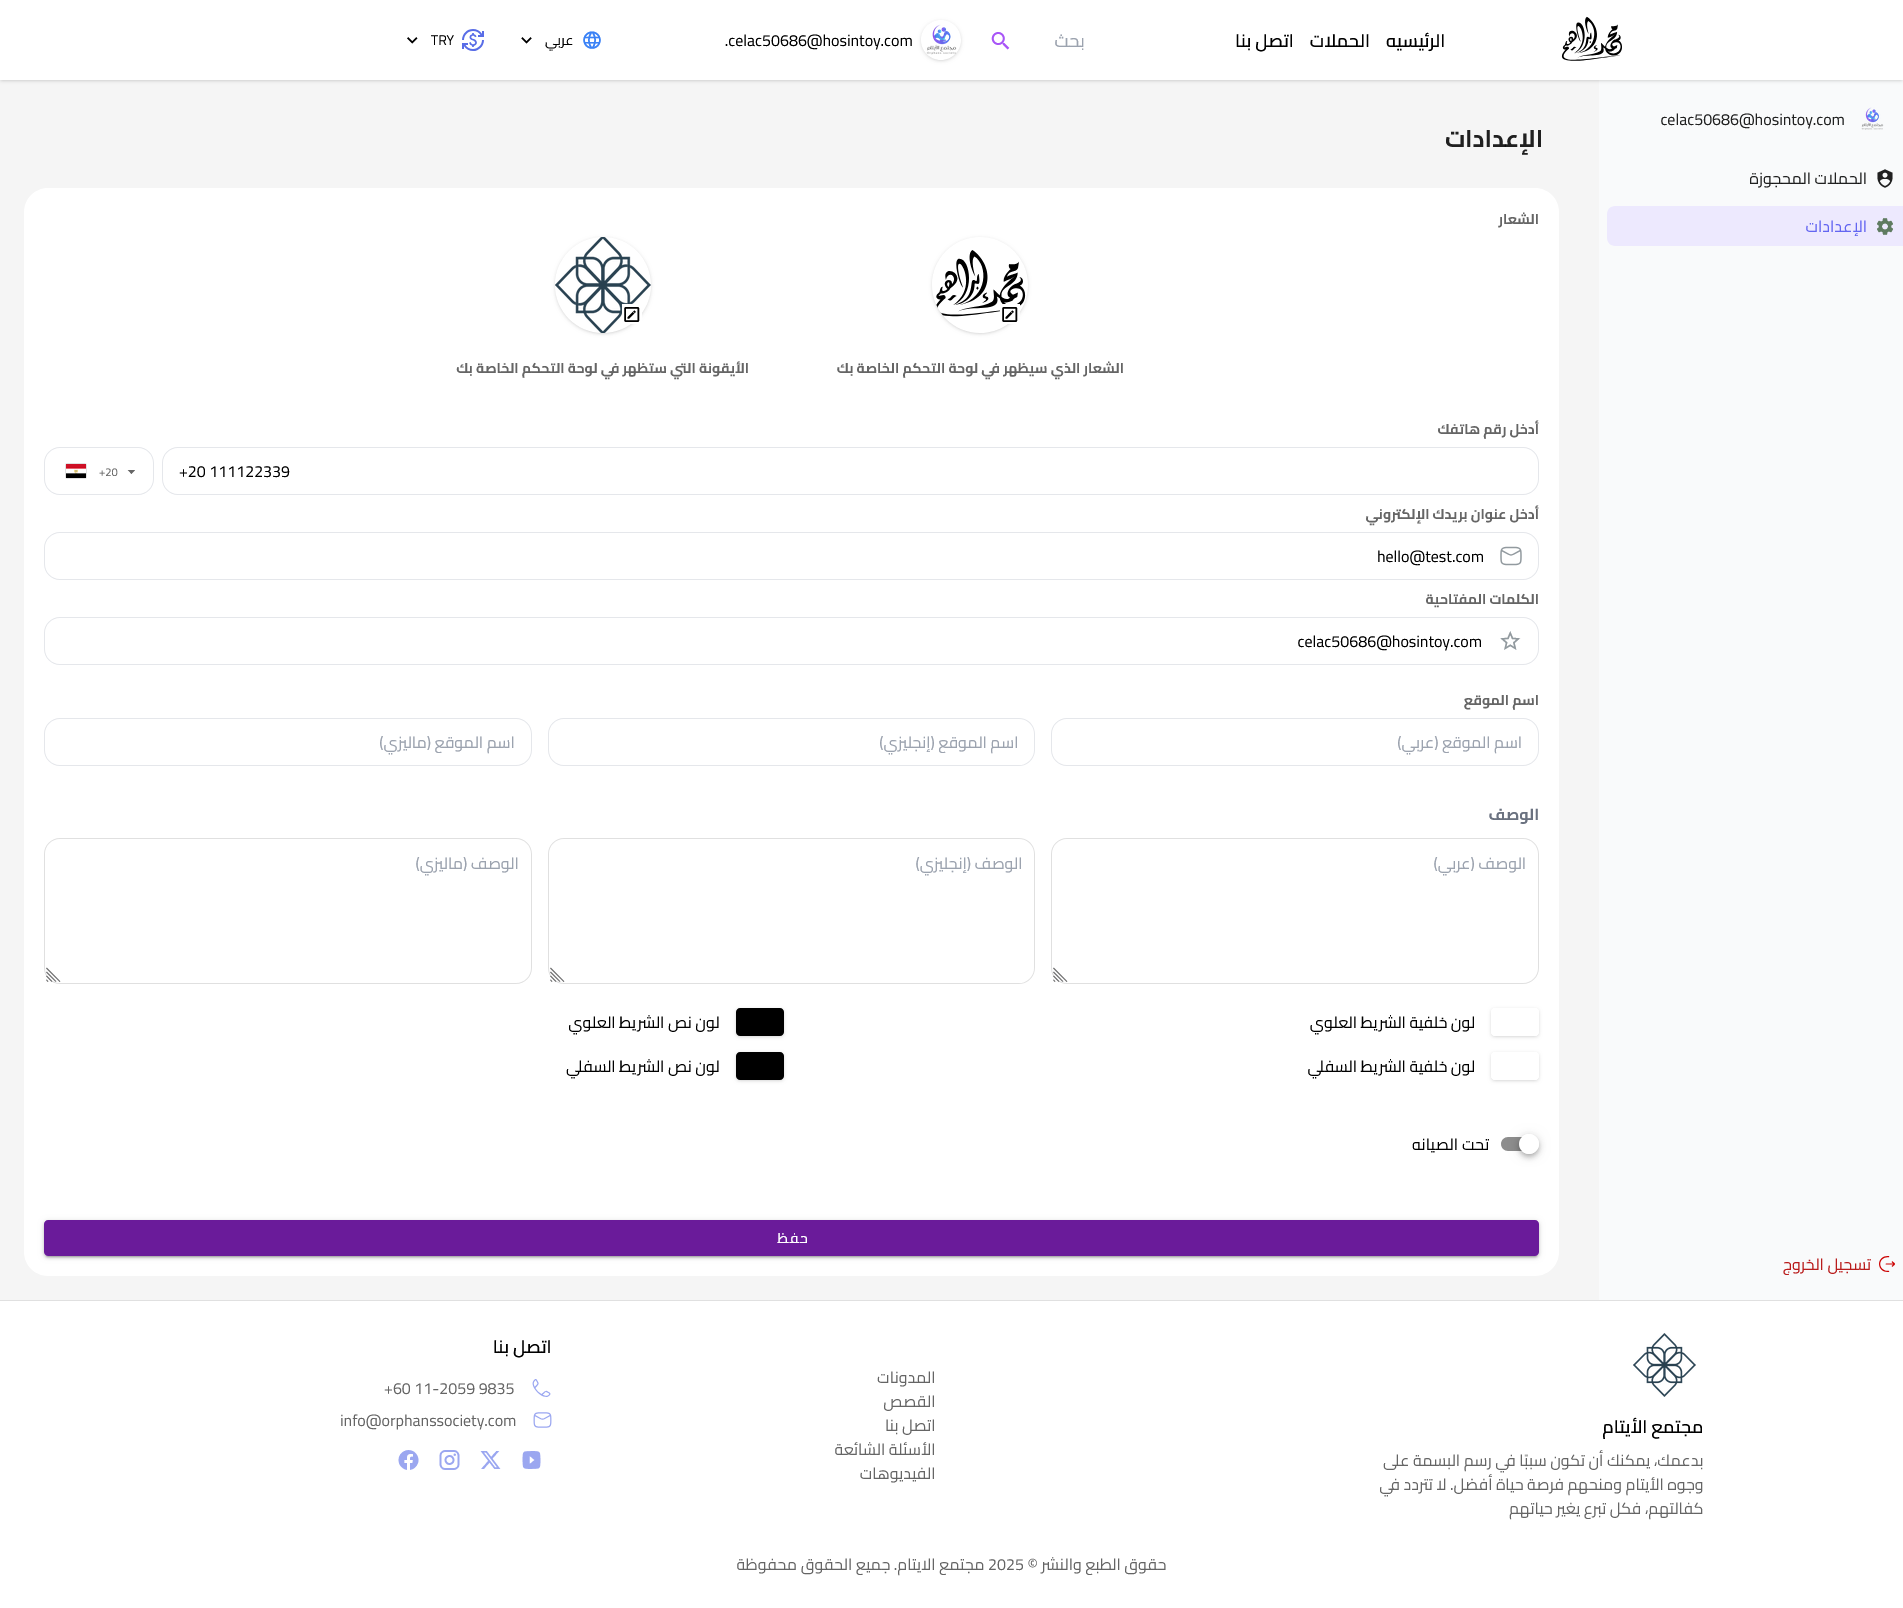 الرئيسيه
الحملات
اتصل بنا
بحث
celac50686@hosintoy.com.
عربي
TRY
celac50686@hosintoy.com
الحملات المحجوزة
الإعدادات
تسجيل الخروج
الإعدادات
الشعار
محمد إبراهيم
الشعار الذي سيظهر في لوحة التحكم الخاصة بك
الأيقونة التي ستظهر في لوحة التحكم الخاصة بك
أدخل رقم هاتفك
+20 111122339
+20
أدخل عنوان بريدك الإلكتروني
hello@test.com
الكلمات المفتاحية
celac50686@hosintoy.com
اسم الموقع
اسم الموقع (عربي)
اسم الموقع (إنجليزي)
اسم الموقع (ماليزي)
الوصف
الوصف (عربي)
الوصف (إنجليزي)
الوصف (ماليزي)
لون خلفية الشريط العلوي
لون نص الشريط العلوي
لون خلفية الشريط السفلي
لون نص الشريط السفلي
تحت الصيانه
حفظ
مجتمع الأيتام
بدعمك، يمكنك أن تكون سببًا في رسم البسمة على
وجوه الأيتام ومنحهم فرصة حياة أفضل. لا تتردد في
كفالتهم، فكل تبرع يغير حياتهم
المدونات
القصص
اتصل بنا
الأسئلة الشائعة
الفيديوهات
اتصل بنا
+60 11-2059 9835
info@orphanssociety.com
حقوق الطبع والنشر © 2025 مجتمع الايتام. جميع الحقوق محفوظة